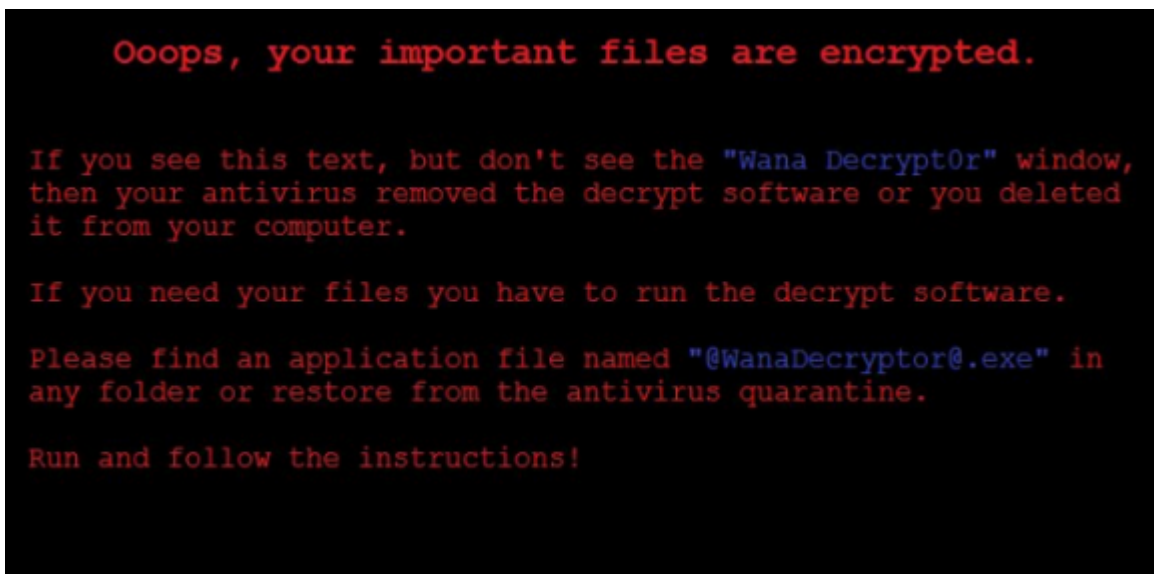 Ooops, your important files are encrypted.
If you see this text, but don't see the "Wana Decrypt0r" window,
then your antivirus removed the decrypt software or you deleted
it from your computer.
If you need your files you have to run the decrypt software.
Please find an application file named "@WanaDecryptor@.exe" in
any folder or restore from the antivirus quarantine.
Run and follow the instructions!